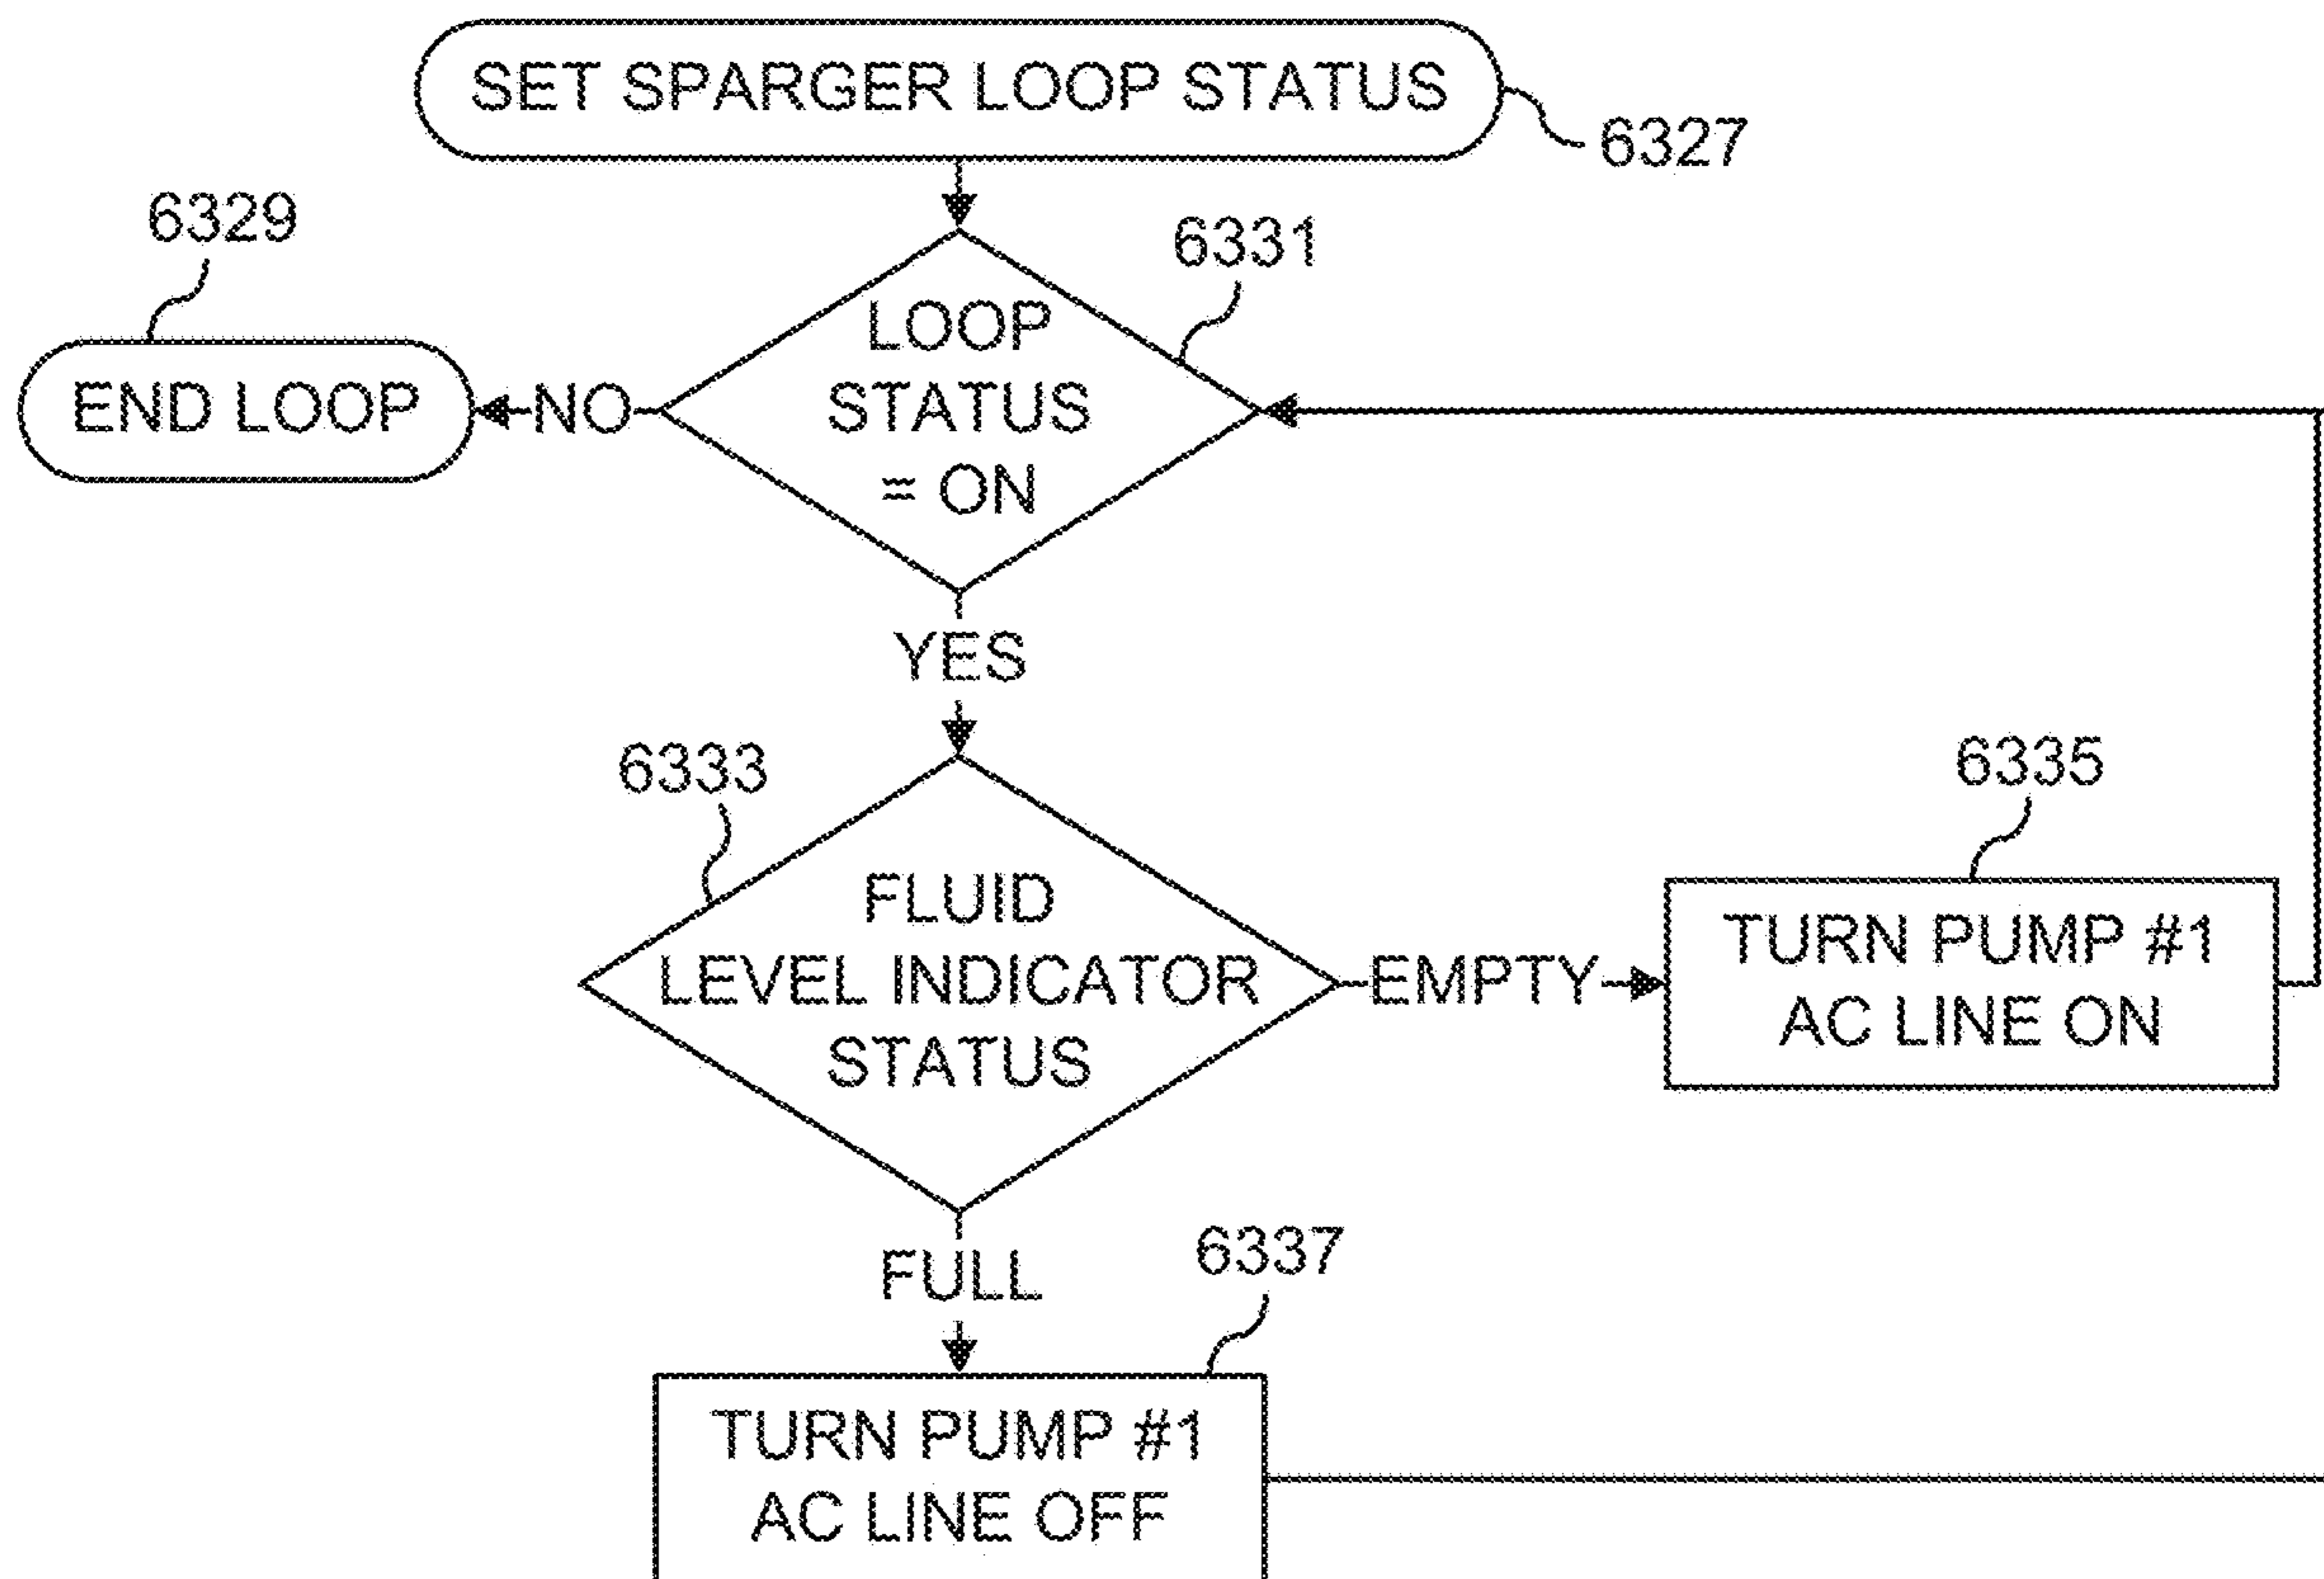 SET SPARGER LOOP STATUS
6327
6329
6331
LOOP
STATUS
= ON
END LOOP
NO
YES
6333
6335
FLUID
LEVEL INDICATOR
STATUS
EMPTY
TURN PUMP #1
AC LINE ON
FULL
6337
TURN PUMP #1
AC LINE OFF